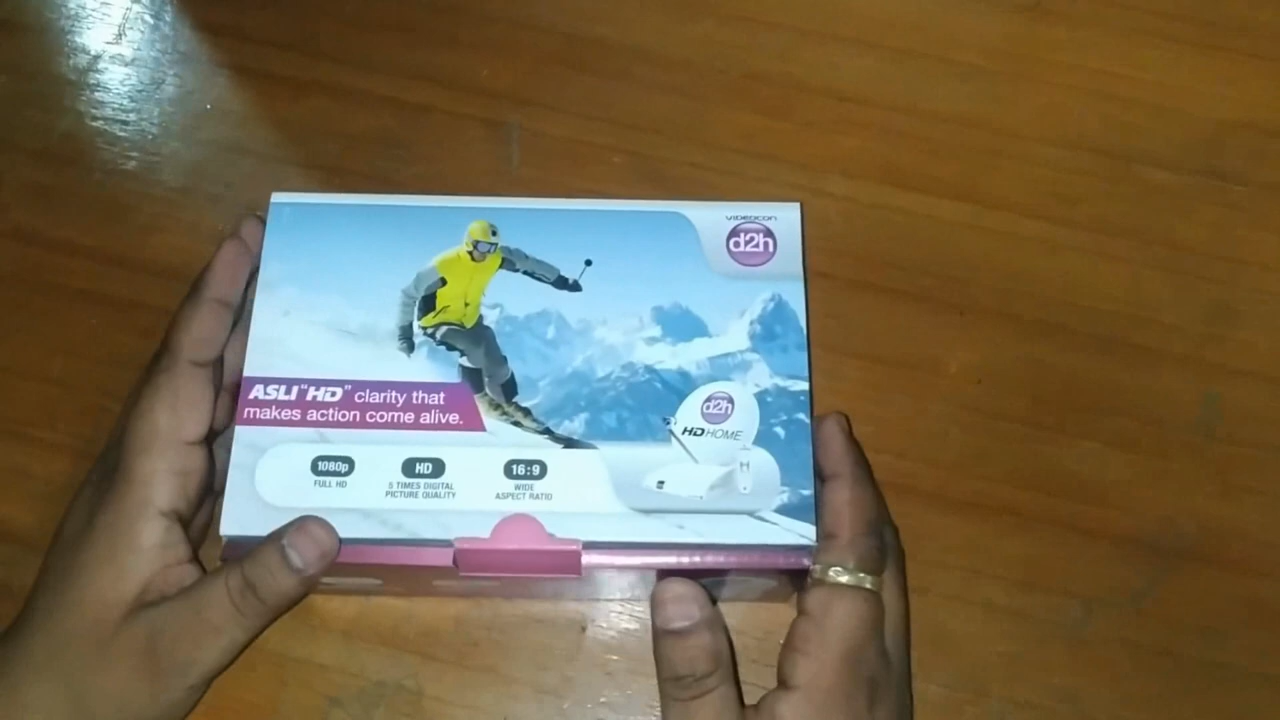 VIDEOCON
d2h
ASLI "HD" clarity that
makes action come alive.
d2h
HD HOME
1080p
FULL HD
HD
5 TIMES DIGITAL
PICTURE QUALITY
16:9
WIDE
ASPECT RATIO